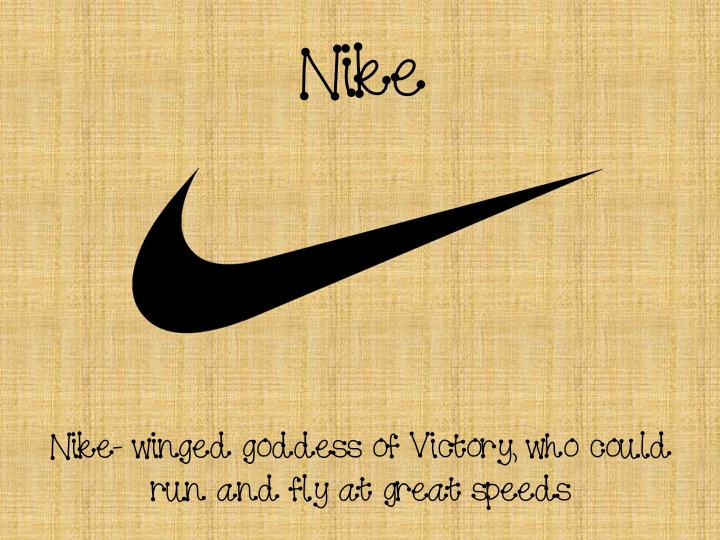 Nike
Nike- winged goddess of Victory, who could
run and fly at great speeds